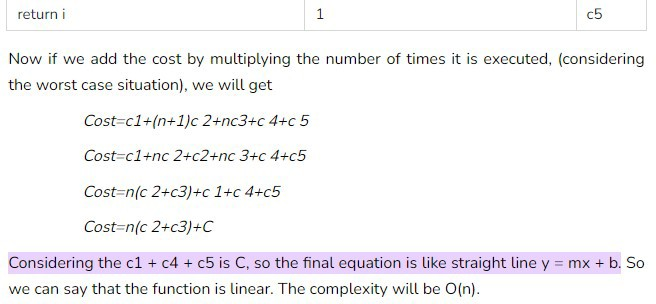 return i 1 c5
Now if we add the cost by multiplying the number of times it is executed, (considering
the worst case situation), we will get
Cost=c1+(n+1)c 2+nc3+c 4+c 5
Cost=c1+nc 2+c2+nc 3+c 4+c5
Cost=n(c 2+c3)+c 1+c 4+c5
Cost=n(c 2+c3)+C
Considering the c1 + c4 + c5 is C, so the final equation is like straight line y = mx + b. So
we can say that the function is linear. The complexity will be O(n).